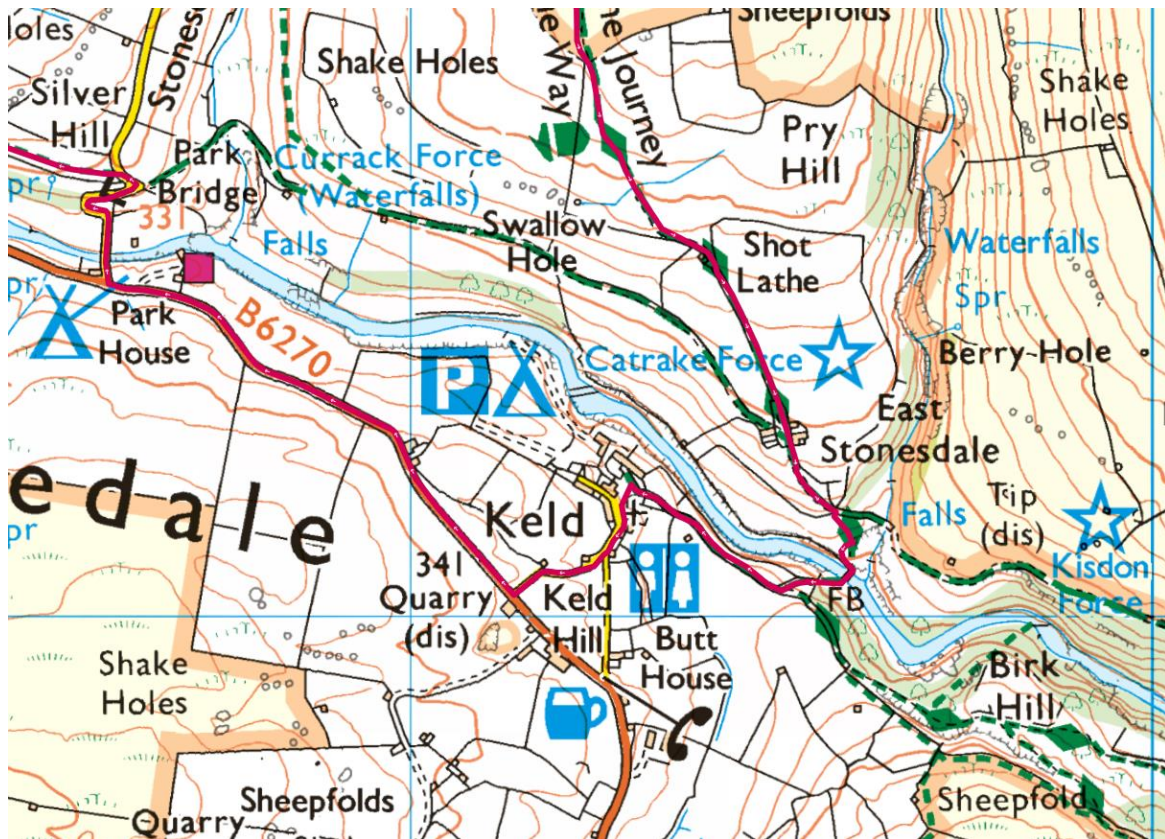 Sheepfolds
Stones
Shake Holes
he Journey
Way
Shake
Holes
Silver
Hill
Pry
Hill
Park
Bridge
Currack Force
(Waterfalls)
Spr
331
Falls
Swallow
Hole
Shot
Lathe
Waterfalls
Spr
Park
House
B6270
P
Catrake Force
Berry Hole
East
Stonesdale
edale
Keld
Tip
(dis)
Falls
Kisdon
Force
341
Quarry
(dis)
Keld
Hill
FB
Butt
House
Birk
Hill
Shake
Holes
Sheepfolds
Quarry
Sheepfold